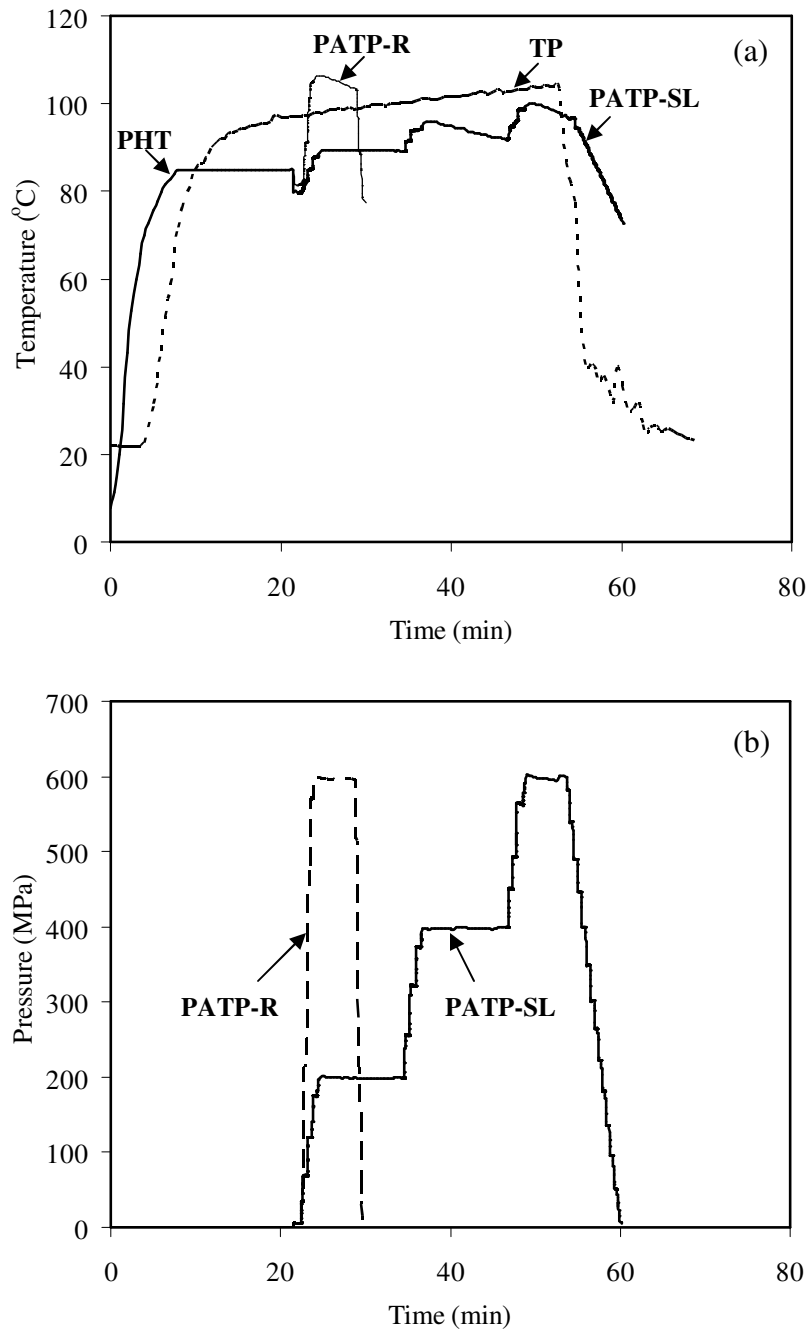 PATP-R
TP
(a)
PATP-SL
PHT
120
100
80
60
40
20
0
Temperature (°C)
0 20 40 60 80
Time (min)
700
600
500
400
300
200
100
0
Pressure (MPa)
(b)
PATP-R
PATP-SL
0 20 40 60 80
Time (min)